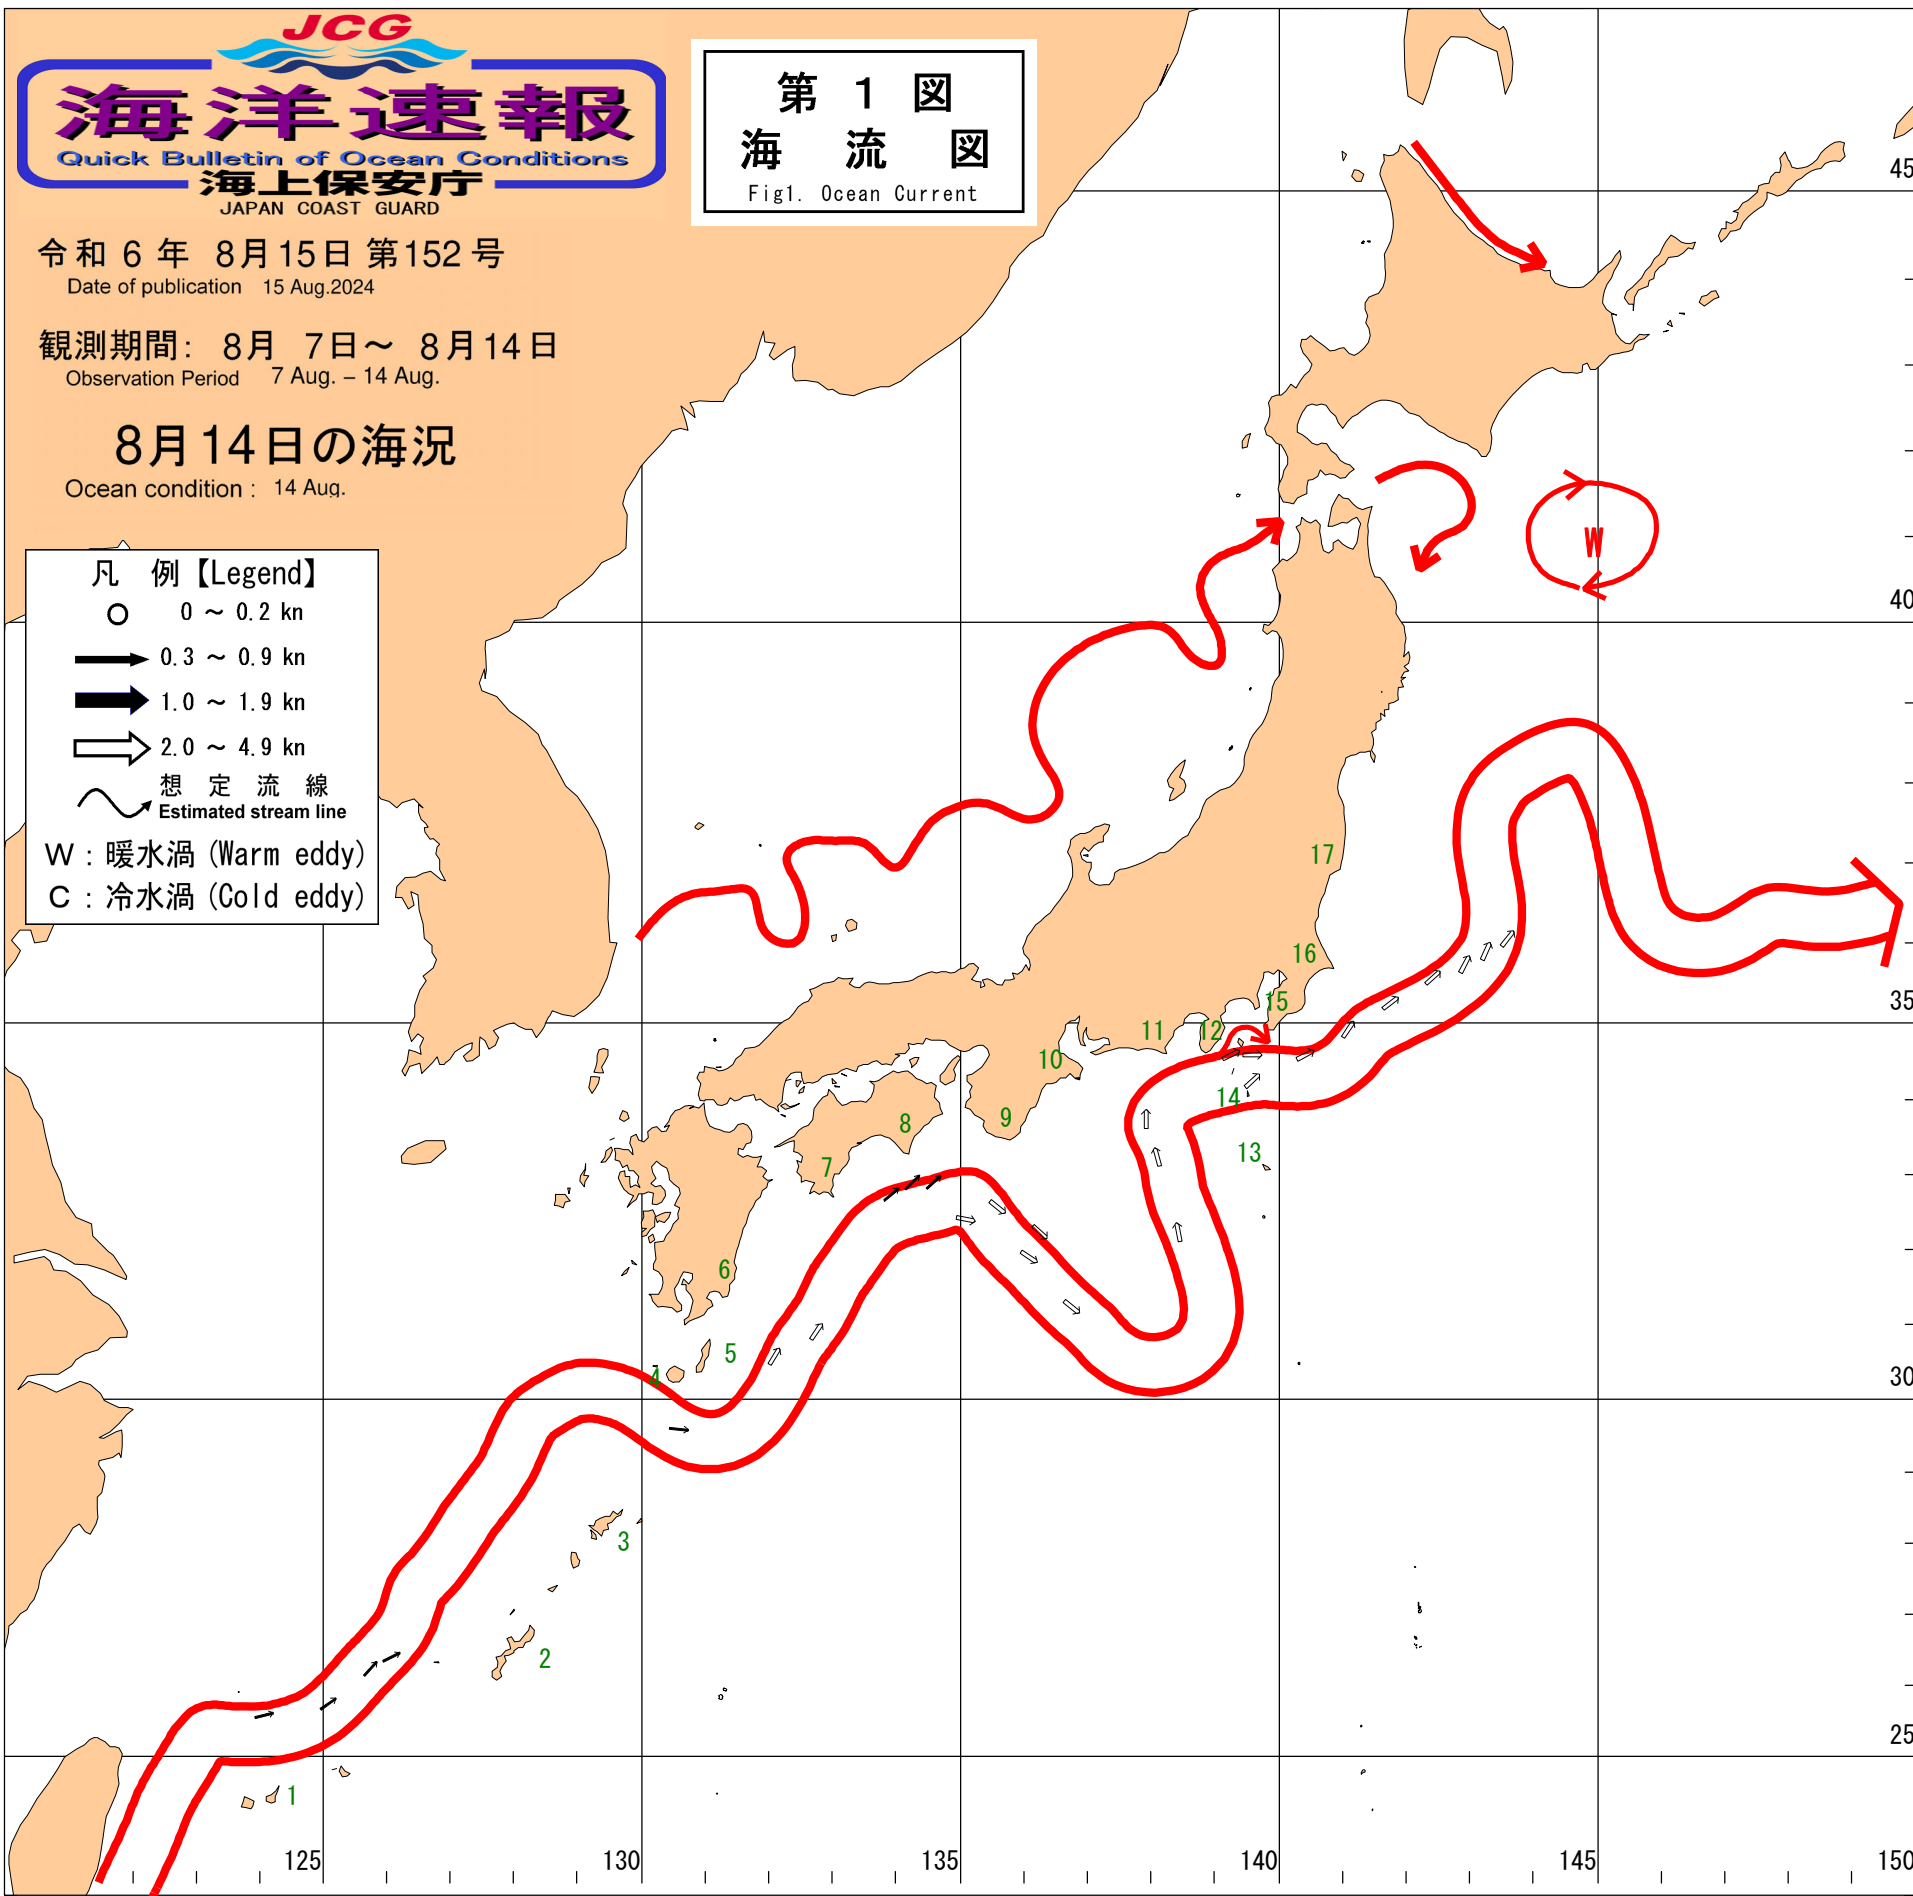 JCG
海洋速報
Quick Bulletin of Ocean Conditions
海上保安庁
JAPAN COAST GUARD
第 1 図
海 流 図
Fig1. Ocean Current
令和 6 年 8月15日 第152号
Date of publication 15 Aug.2024
観測期間: 8月 7日～ 8月14日
Observation Period 7 Aug. – 14 Aug.
8月14日の海況
Ocean condition : 14 Aug.
凡 例【Legend】
0 ～ 0.2 kn
0.3 ～ 0.9 kn
1.0 ～ 1.9 kn
2.0 ～ 4.9 kn
想 定 流 線
Estimated stream line
W : 暖水渦 (Warm eddy)
C : 冷水渦 (Cold eddy)
45
W
40
17
16
35
15
12
11
10
14
9
8
13
7
6
5
4
30
3
2
25
1
125
130
135
140
145
150